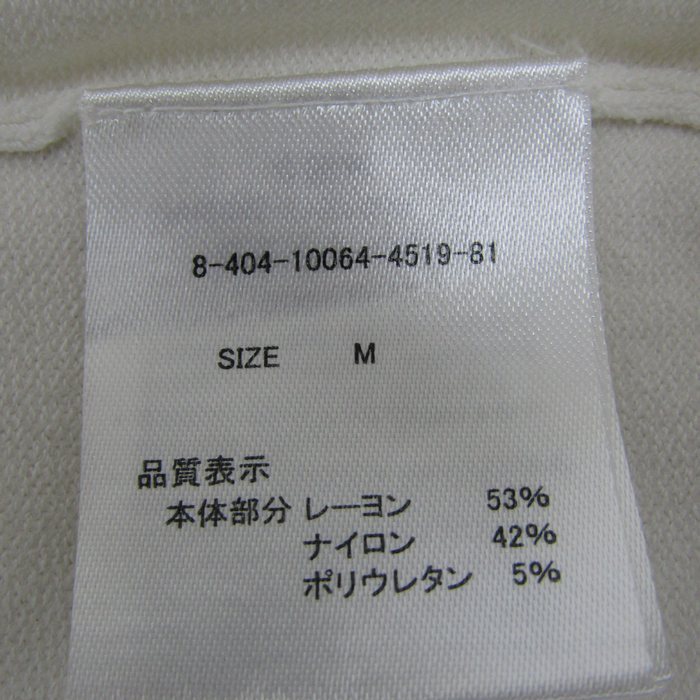 8-404-10064-4519-81
SIZE M
品質表示
本体部分 レーヨン 53%
ナイロン 42%
ポリウレタン 5%